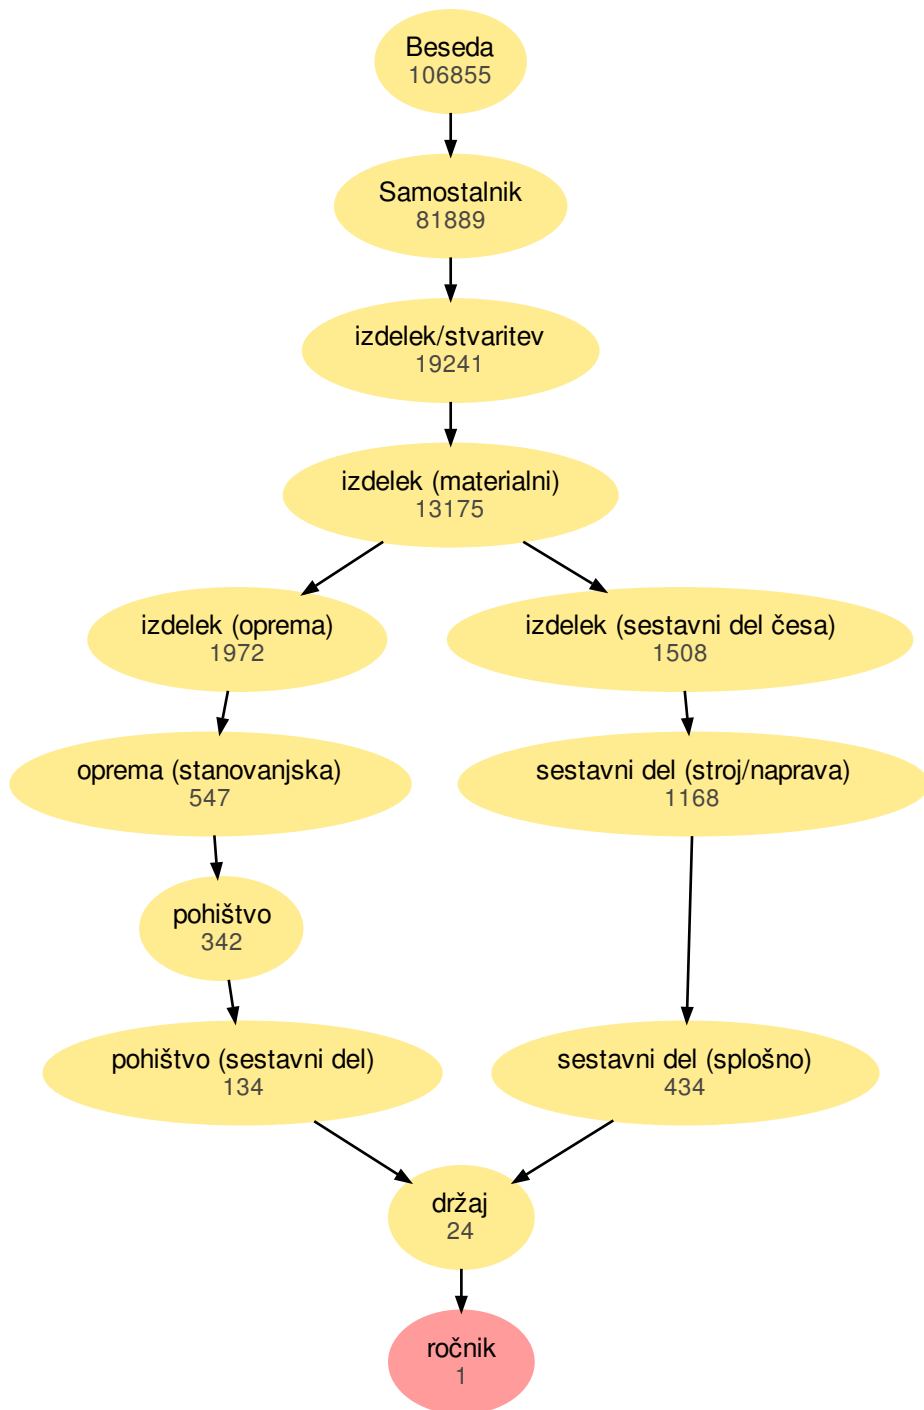 Beseda
106855
Samostalnik
81889
izdelek/stvaritev
19241
izdelek (materialni)
13175
izdelek (oprema)
1972
izdelek (sestavni del česa)
1508
oprema (stanovanjska)
547
sestavni del (stroj/naprava)
1168
pohištvo
342
pohištvo (sestavni del)
134
sestavni del (splošno)
434
držaj
24
ročnik
1